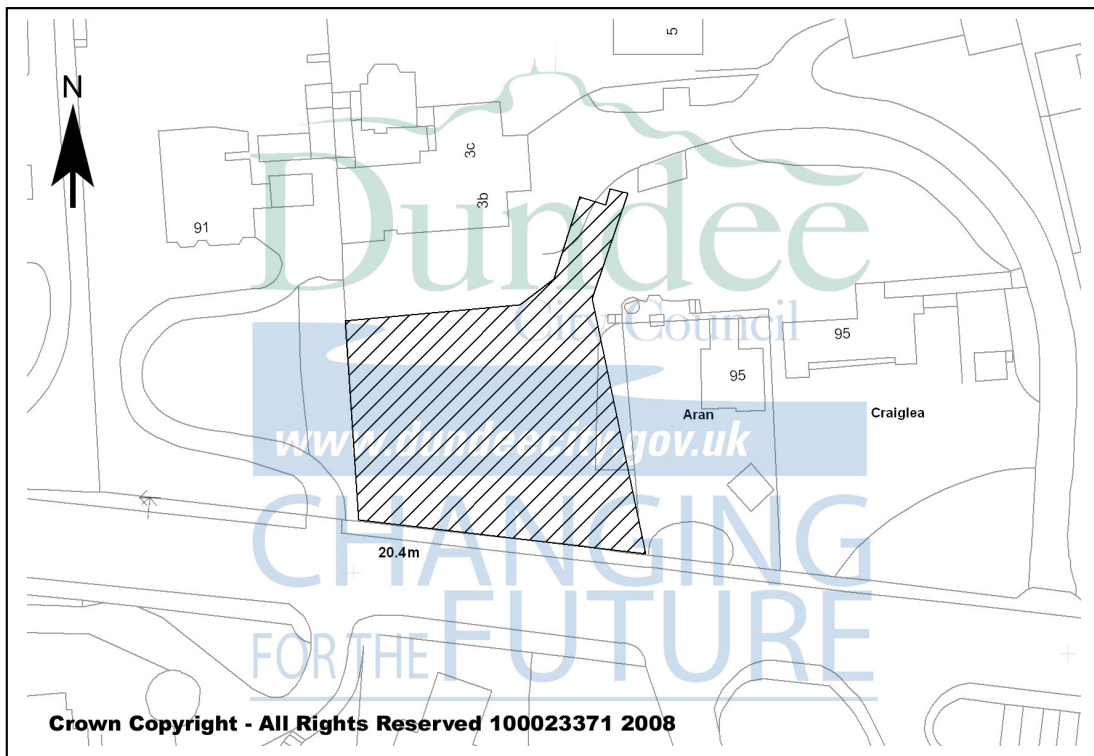 5
N
3c
3b
91
Dundee
City Council
95
95
Aran
Craiglea
www.dundeecity.gov.uk
CHANGING
20.4m
FOR THE FUTURE
Crown Copyright - All Rights Reserved 100023371 2008